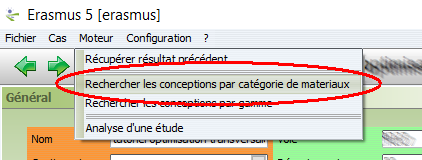 Erasmus 5 [erasmus]
Fichier Cas Moteur Configuration ?
Récupérer résultat précédent
Rechercher les conceptions par catégorie de materiaux
Général
Rechercher les conceptions par gamme
Analyse d'une étude
Nom